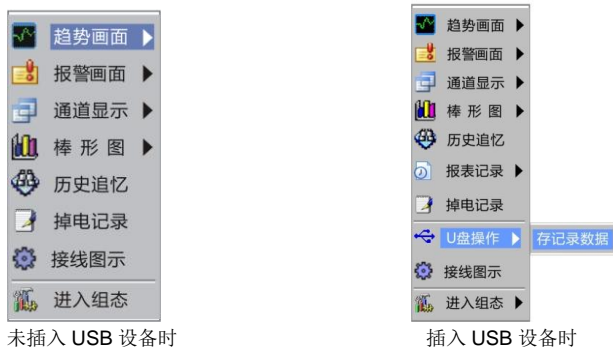 趋势画面
报警画面
通道显示
棒 形 图
历史追忆
掉电记录
接线图示
进入组态
未插入 USB 设备时
趋势画面
报警画面
通道显示
棒 形 图
历史追忆
报表记录
掉电记录
U盘操作 存记录数据
接线图示
进入组态
插入 USB 设备时